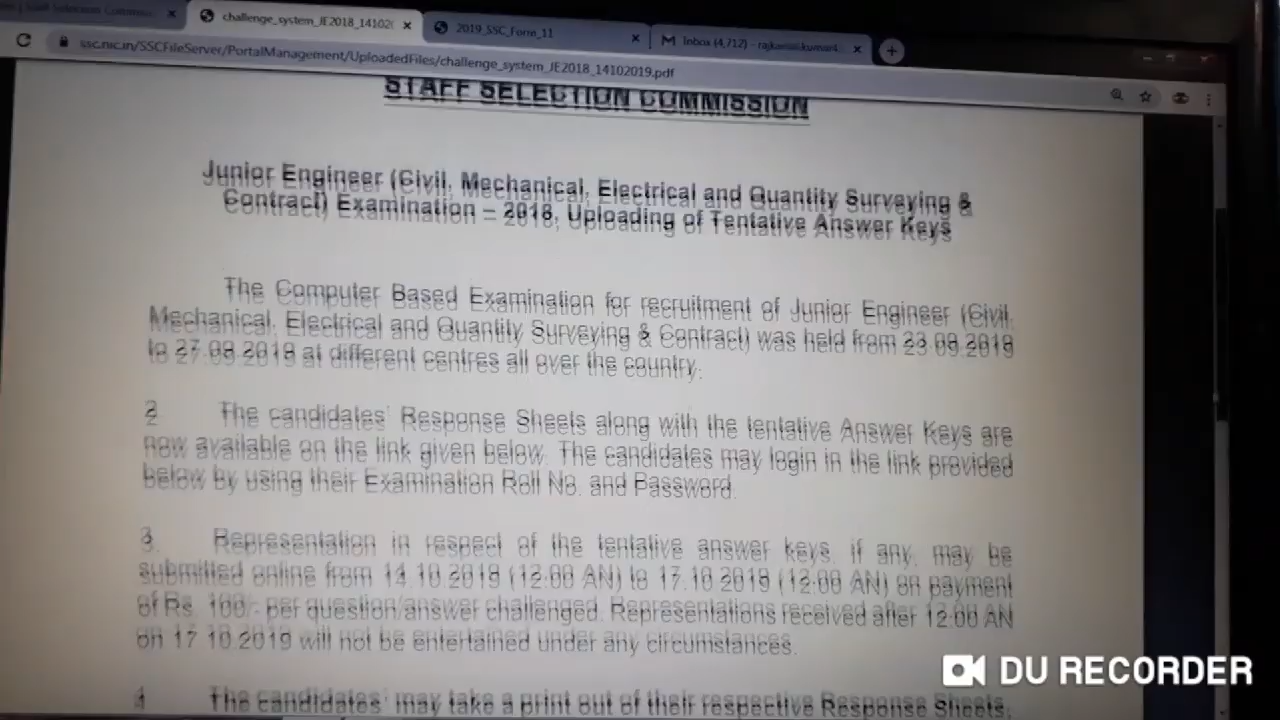 challenge_system_JE2018_14102
2019_SSC_Form_11
Inbox (4,712) - rajkamalkumar4
ssc.nic.in/SSCFileServer/PortalManagement/UploadedFiles/challenge_system_JE2018_14102019.pdf
STAFF SELECTION COMMISSION
Junior Engineer (Civil, Mechanical, Electrical and Quantity Surveying &
Contract) Examination – 2018, Uploading of Tentative Answer Keys
The Computer Based Examination for recruitment of Junior Engineer (Civil,
Mechanical, Electrical and Quantity Surveying & Contract) was held from 23.09.2019
to 27.09.2019 at different centres all over the country.
2. The candidates' Response Sheets along with the tentative Answer Keys are
now available on the link given below. The candidates may login in the link provided
below by using their Examination Roll No. and Password.
3. Representation in respect of the tentative answer keys, if any, may be
submitted online from 14.10.2019 (12:00 AN) to 17.10.2019 (12:00 AN) on payment
of Rs. 100/- per question/answer challenged. Representations received after 12:00 AN
on 17.10.2019 will not be entertained under any circumstances.
4. The candidates' may take a print out of their respective Response Sheets,
DU RECORDER